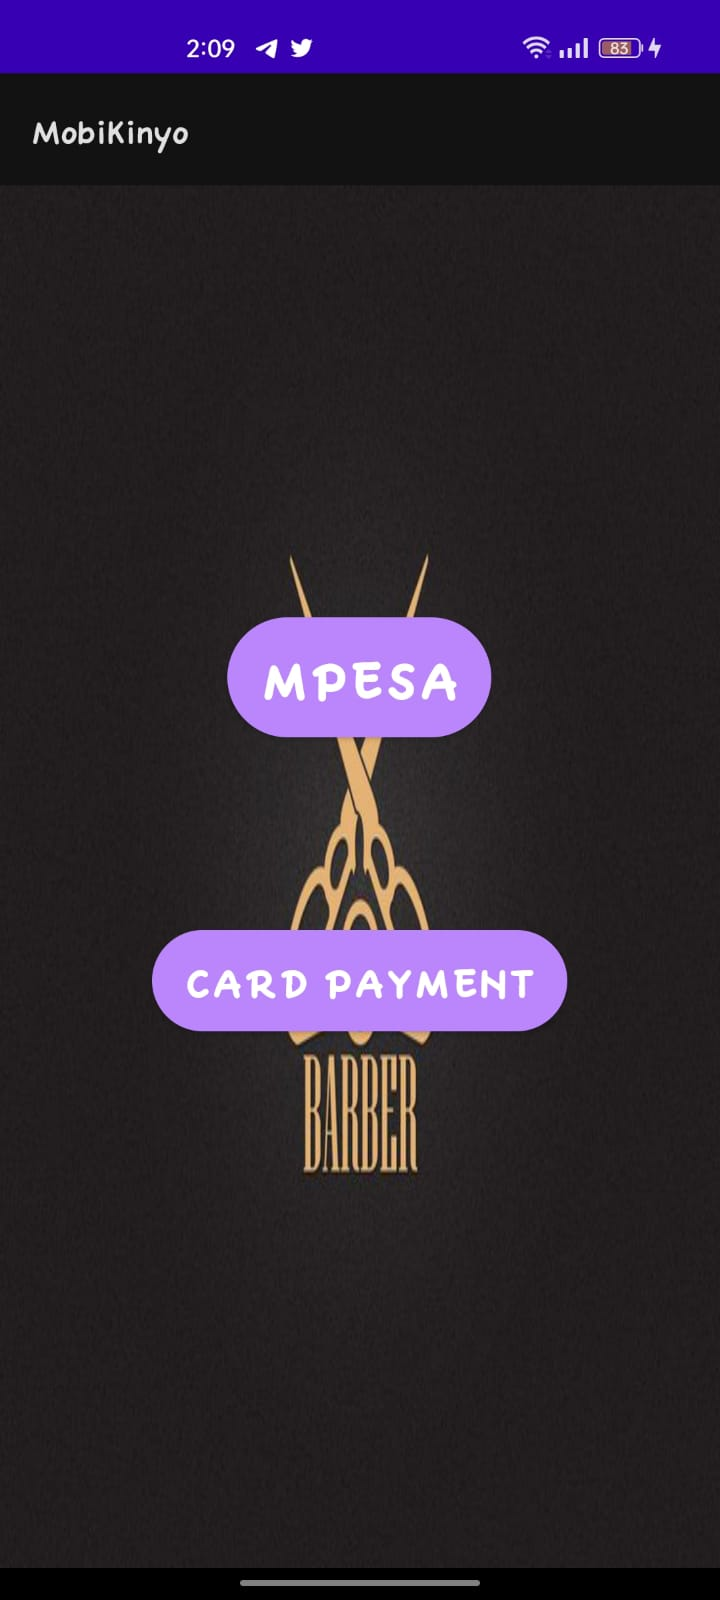 2:09
83
MobiKinyo
MPESA
CARD PAYMENT
BARBER